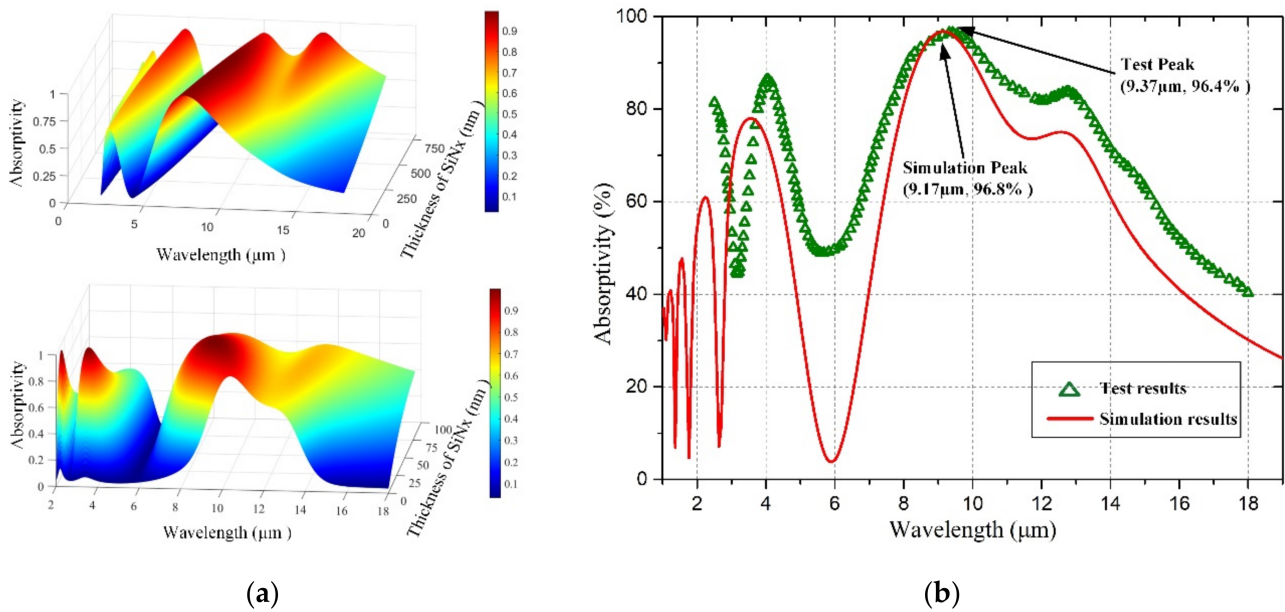 0.9
0.8
0.7
0.6
0.5
0.4
0.3
0.2
0.1
1
0.75
0.5
0.25
0
Absorptivity
0 5 10 15 20
Wavelength (μm )
0 250 500 750
Thickness of SiNx (nm)
0.9
0.8
0.7
0.6
0.5
0.4
0.3
0.2
0.1
1
0.8
0.6
0.4
0.2
0
Absorptivity
2 4 6 8 10 12 14 16 18
Wavelength (μm )
0 25 50 75 100
Thickness of SiNx (nm)
(a)
b)
100
80
60
40
20
0
Absorptivity (%)
Test Peak
(9.37μm, 96.4% )
Simulation Peak
(9.17μm, 96.8% )
Test results
Simulation results
2 4 6 8 10 12 14 16 18
Wavelength (μm)
(b)